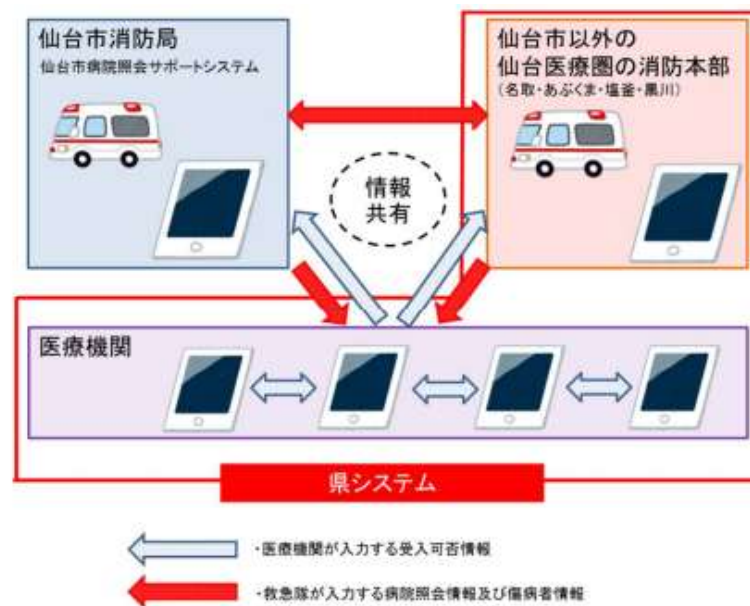 仙台市消防局
仙台市病院照会サポートシステム
仙台市以外の
仙台医療圏の消防本部
(名取・あぶくま・塩釜・黒川)
情報
共有
医療機関
県システム
・医療機関が入力する受入可否情報
・救急隊が入力する病院照会情報及び傷病者情報